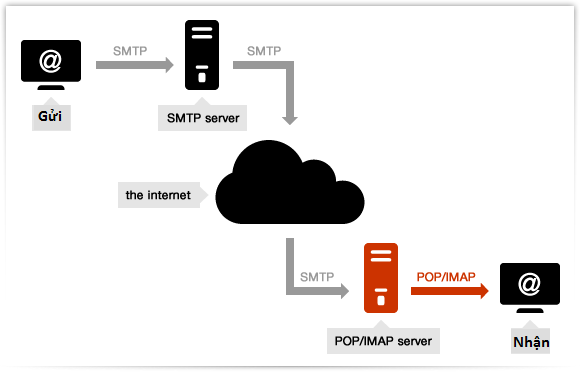 @
SMTP
SMTP
Gửi
SMTP server
the internet
SMTP
POP/IMAP
@
POP/IMAP server
Nhận